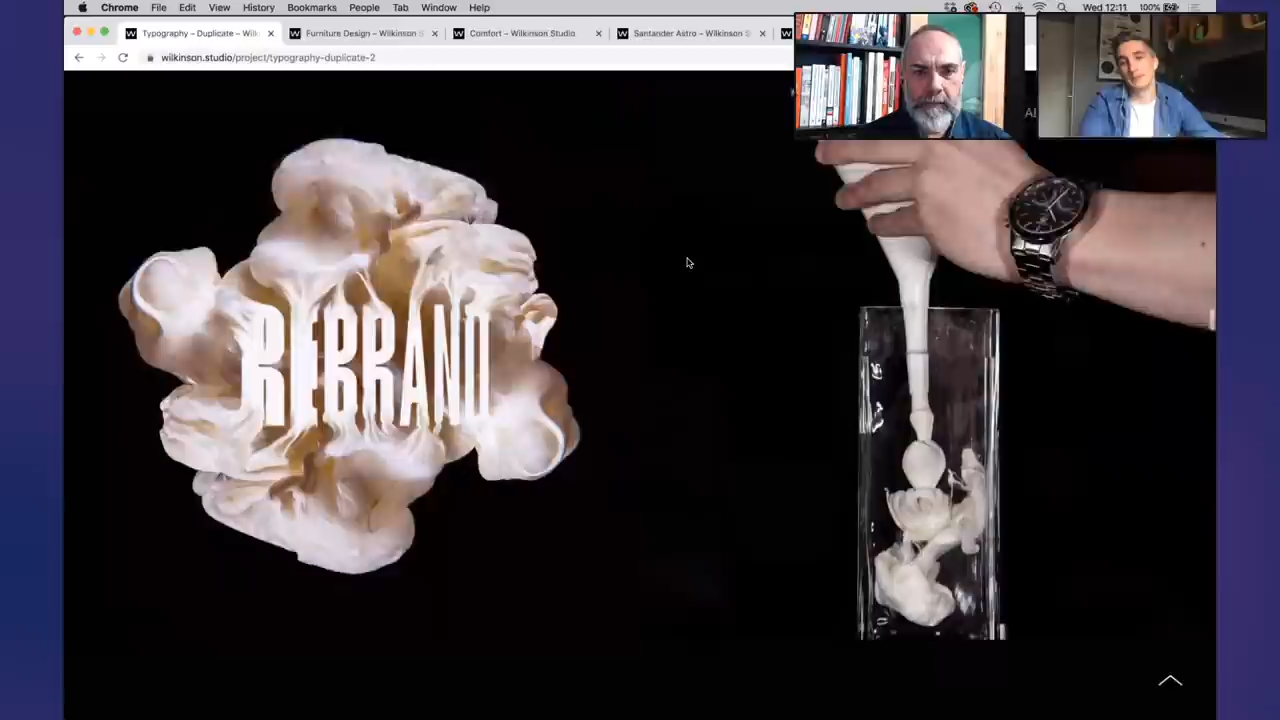 Chrome File Edit View History Bookmarks People Tab Window Help Wed 12:11 100%
Typography – Duplicate – Wilk Furniture Design – Wilkinson S Comfort – Wilkinson Studio Santander Astro – Wilkinson S
wilkinson.studio/project/typography-duplicate-2
REBRAND